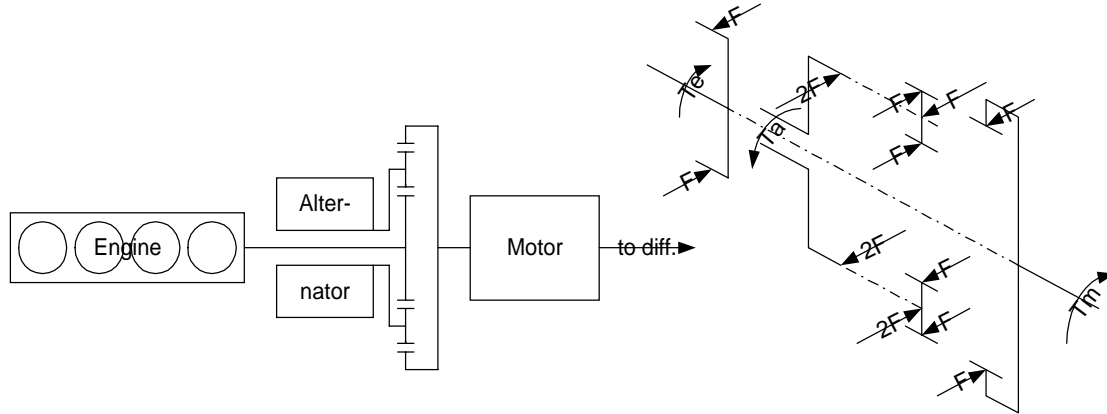 Engine
Alter-
nator
Motor
to diff.
F
Te
F
2F
Ta
F
F
F
F
2F
F
2F
F
F
Tm